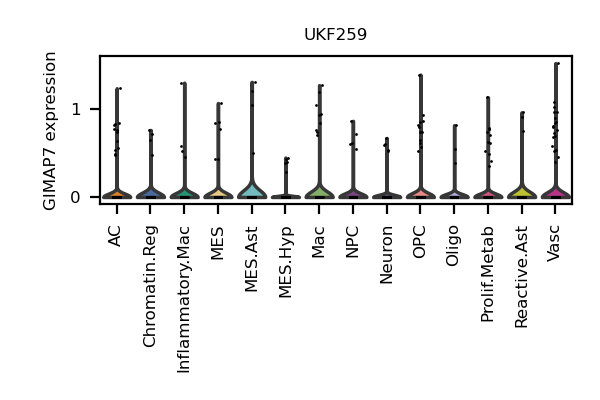 UKF259
GIMAP7 expression
1
0
AC
Chromatin.Reg
Inflammatory.Mac
MES
MES.Ast
MES.Hyp
Mac
NPC
Neuron
OPC
Oligo
Prolif.Metab
Reactive.Ast
Vasc